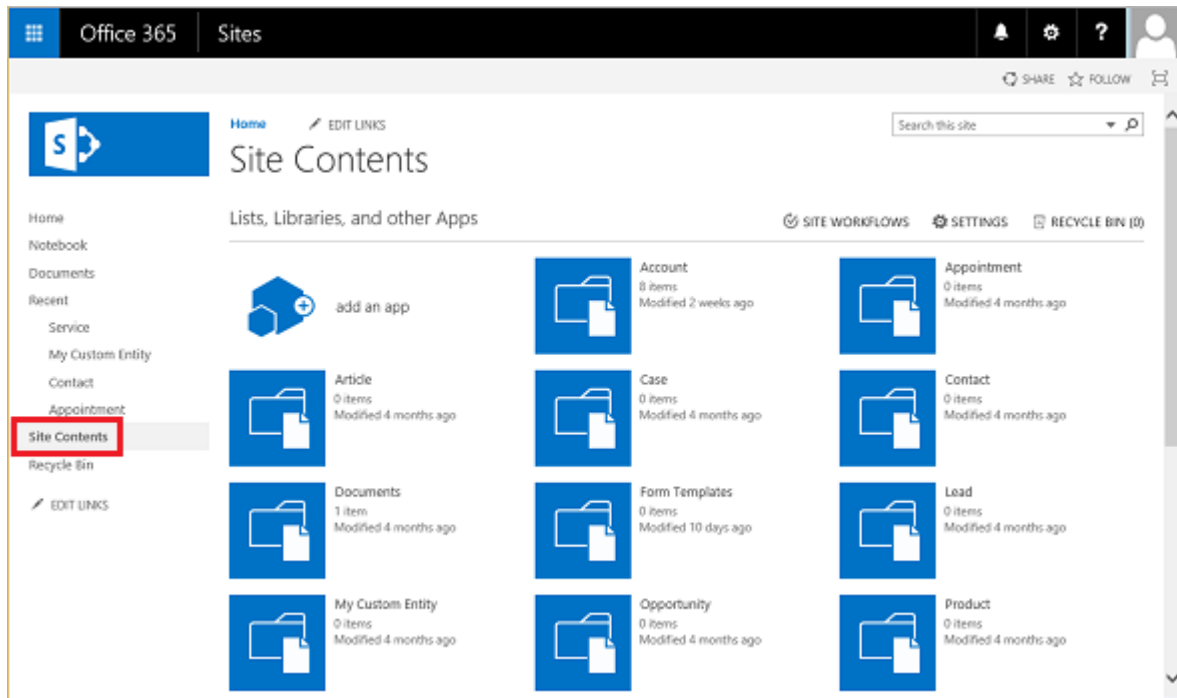 Office 365 Sites ?
SHARE FOLLOW
S
Home EDIT LINKS
Search this site
Site Contents
Home
Notebook
Documents
Recent
Service
My Custom Entity
Contact
Appointment
Site Contents
Recycle Bin
EDIT LINKS
Lists, Libraries, and other Apps
SITE WORKFLOWS SETTINGS RECYCLE BIN (0)
add an app
Account
8 items
Modified 2 weeks ago
Appointment
0 items
Modified 4 months ago
Article
0 items
Modified 4 months ago
Case
0 items
Modified 4 months ago
Contact
0 items
Modified 4 months ago
Documents
1 item
Modified 4 months ago
Form Templates
0 items
Modified 10 days ago
Lead
0 items
Modified 4 months ago
My Custom Entity
0 items
Modified 4 months ago
Opportunity
0 items
Modified 4 months ago
Product
0 items
Modified 4 months ago